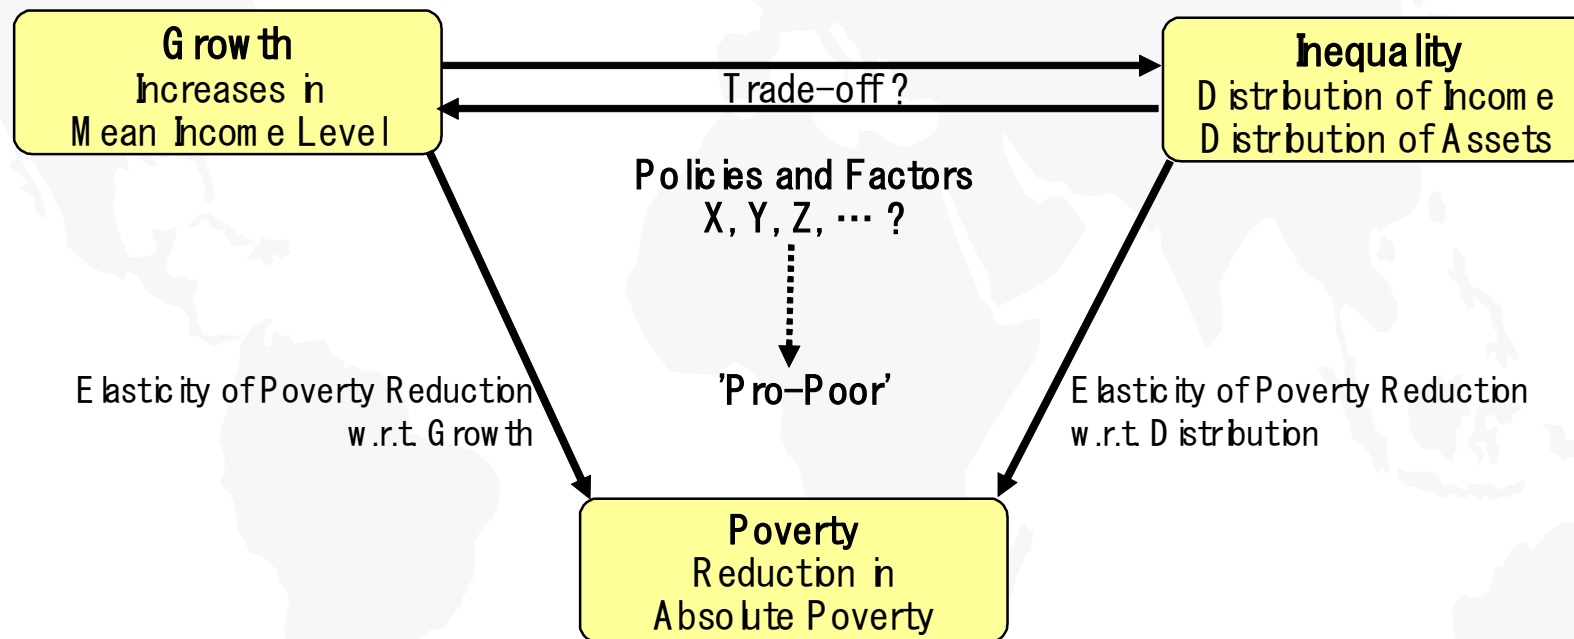 Growth
Increases in
Mean Income Level
Trade-off?
Inequality
Distribution of Income
Distribution of Assets
Policies and Factors
X, Y, Z, … ?
'Pro-Poor'
Elasticity of Poverty Reduction
w.r.t. Growth
Elasticity of Poverty Reduction
w.r.t. Distribution
Poverty
Reduction in
Absolute Poverty